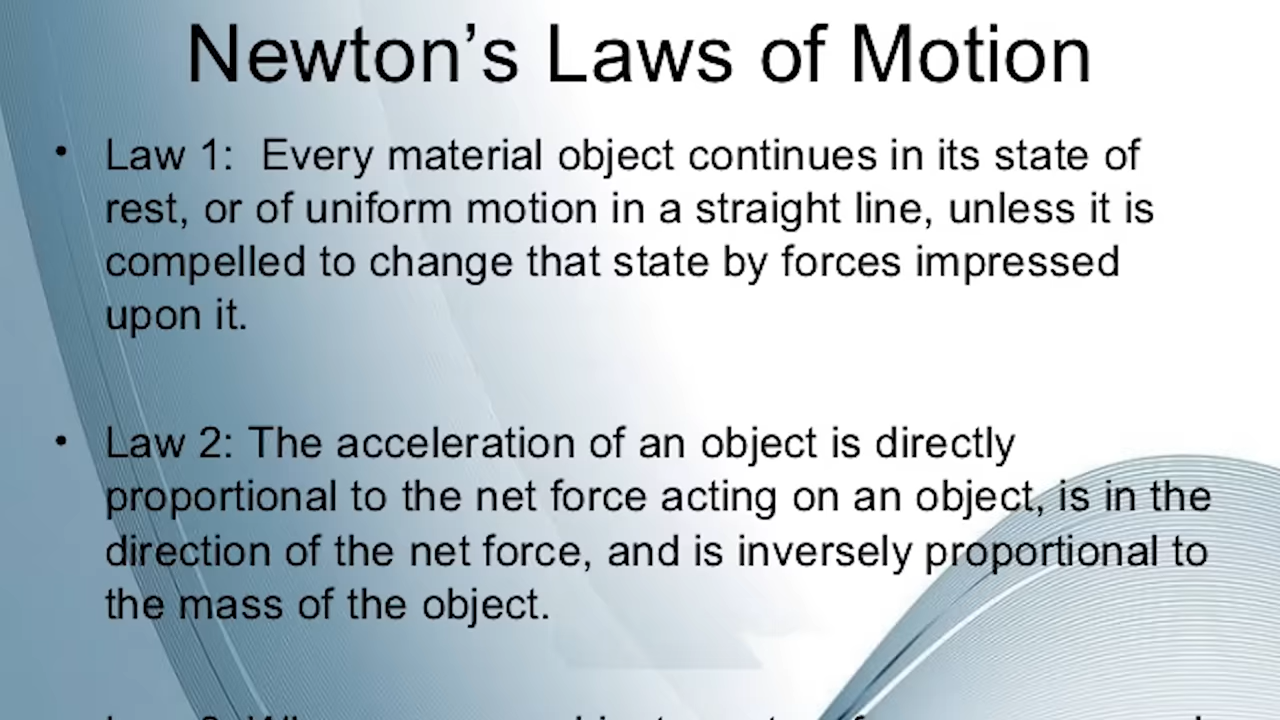 Newton’s Laws of Motion
• Law 1:  Every material object continues in its state of
rest, or of uniform motion in a straight line, unless it is
compelled to change that state by forces impressed
upon it.
• Law 2: The acceleration of an object is directly
proportional to the net force acting on an object, is in the
direction of the net force, and is inversely proportional to
the mass of the object.